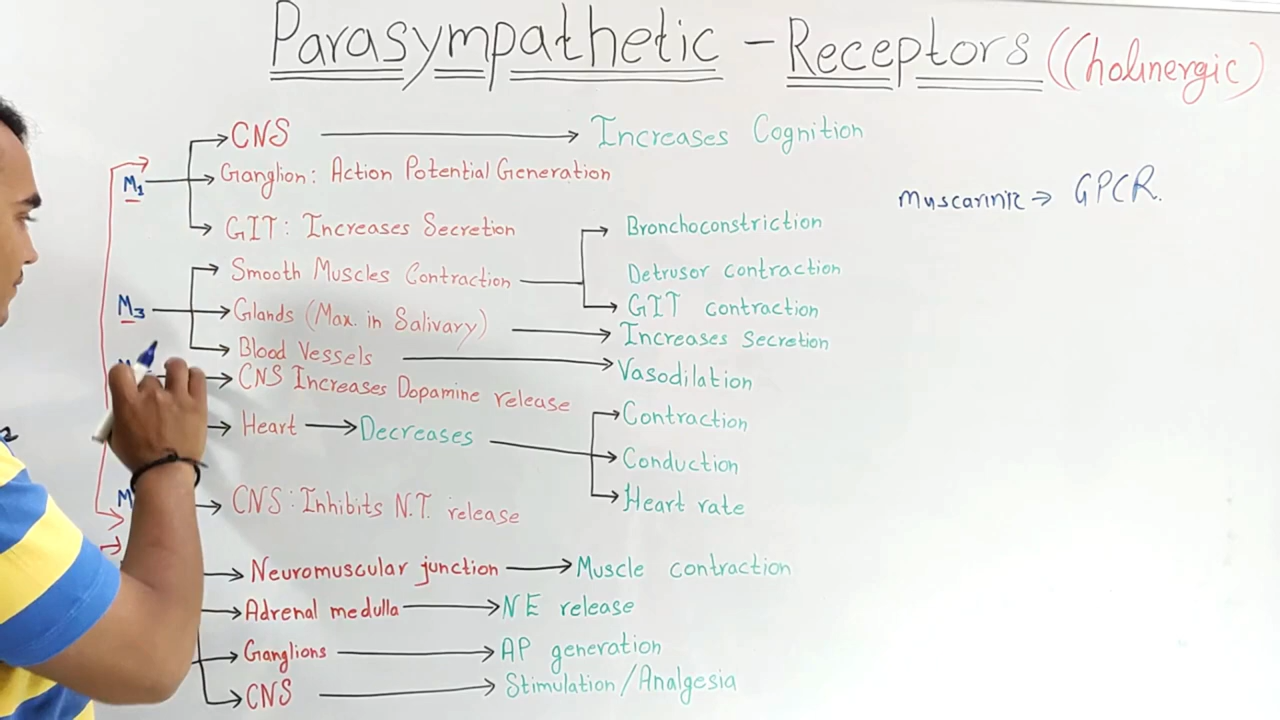 Parasympathetic - Receptors (Cholinergic)
CNS → Increases Cognition
M1 → Ganglion: Action Potential Generation
Muscarinic → GPCR.
GIT: Increases Secretion
Bronchoconstriction
Smooth Muscles Contraction
Detrusor contraction
M3 → Glands (Max. in Salivary)
GIT contraction
Increases Secretion
Blood Vessels → Vasodilation
CNS Increases Dopamine release
Heart → Decreases
Contraction
Conduction
Heart rate
M
CNS: Inhibits N.T. release
Neuromuscular junction → Muscle contraction
Adrenal medulla → NE release
Ganglions → AP generation
CNS → Stimulation/Analgesia